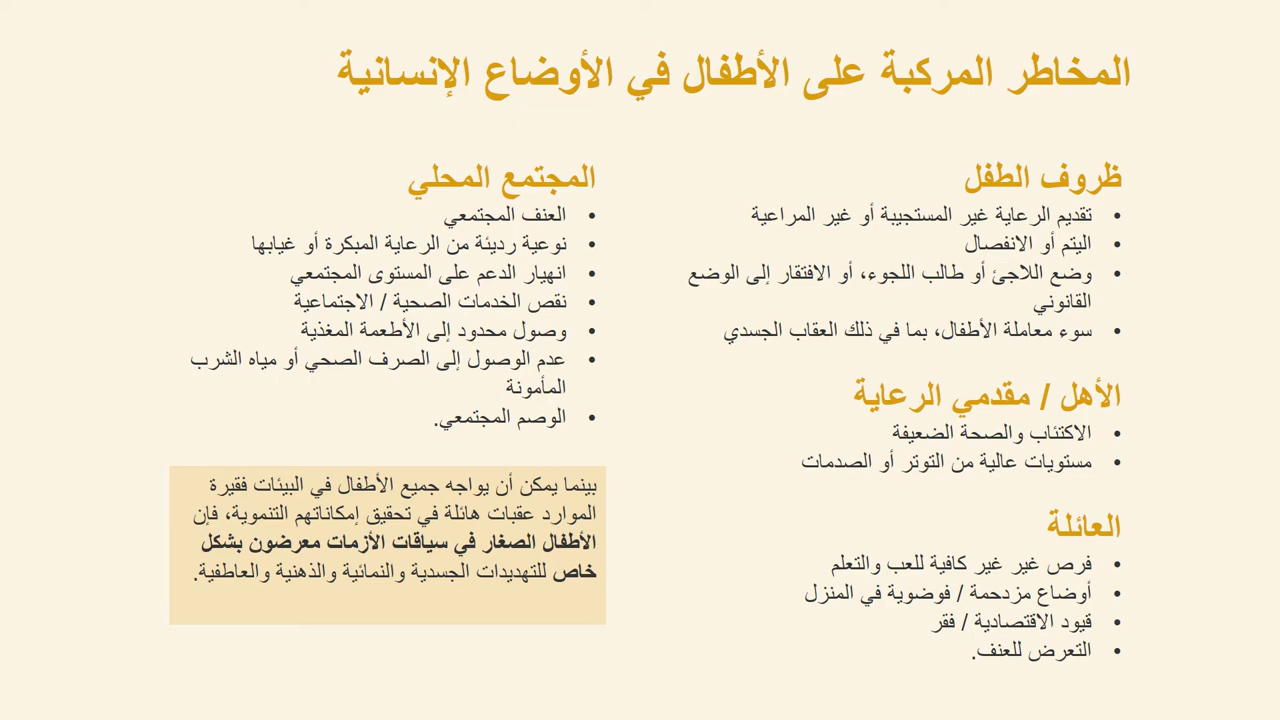 المخاطر المركبة على الأطفال في الأوضاع الإنسانية
ظروف الطفل
• تقديم الرعاية غير المستجيبة أو غير المراعية
• اليتم أو الانفصال
• وضع اللاجئ أو طالب اللجوء، أو الافتقار إلى الوضع
القانوني
• سوء معاملة الأطفال، بما في ذلك العقاب الجسدي
الأهل / مقدمي الرعاية
• الاكتئاب والصحة الضعيفة
• مستويات عالية من التوتر أو الصدمات
العائلة
• فرص غير غير كافية للعب والتعلم
• أوضاع مزدحمة / فوضوية في المنزل
• قيود الاقتصادية / فقر
• التعرض للعنف.
المجتمع المحلي
• العنف المجتمعي
• نوعية رديئة من الرعاية المبكرة أو غيابها
• انهيار الدعم على المستوى المجتمعي
• نقص الخدمات الصحية / الاجتماعية
• وصول محدود إلى الأطعمة المغذية
• عدم الوصول إلى الصرف الصحي أو مياه الشرب
المأمونة
• الوصم المجتمعي.
بينما يمكن أن يواجه جميع الأطفال في البيئات فقيرة
الموارد عقبات هائلة في تحقيق إمكاناتهم التنموية، فإن
الأطفال الصغار في سياقات الأزمات معرضون بشكل
خاص للتهديدات الجسدية والنمائية والذهنية والعاطفية.